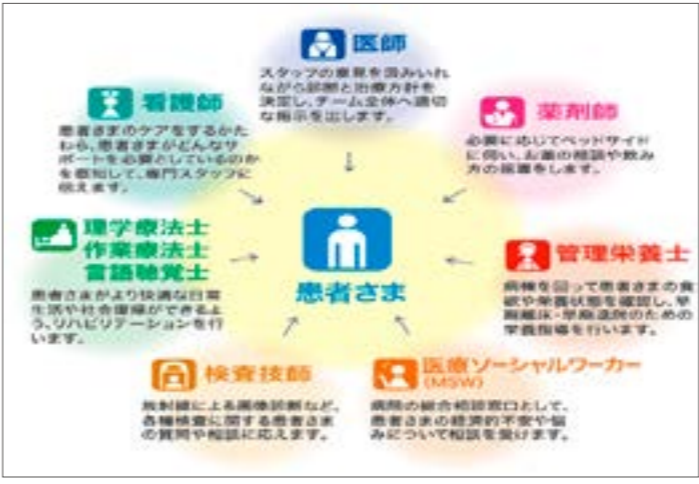 医師
スタッフの意見を汲みいれ
ながら診断と治療方針を
決定し、チーム全体へ適切
な指示を出します。
看護師
患者さまのケアをするかた
わら、患者さまがどんなサ
ポートを必要としているのか
を察知して、専門スタッフに
伝えます。
薬剤師
必要に応じてベッドサイド
に伺い、お薬の相談や飲み
方の指導をします。
理学療法士
作業療法士
言語聴覚士
患者さまがより快適な日常
生活や社会復帰ができるよ
う、リハビリテーションを行
います。
患者さま
管理栄養士
病棟を回って患者さまの食
欲や栄養状態を確認し、早
期離床・早期退院のための
栄養指導を行います。
検査技師
放射線による画像診断など、
各種検査に関する患者さま
の質問や相談に応えます。
医療ソーシャルワーカー
(MSW)
病院の総合相談窓口として、
患者さまの経済的不安や悩
みについて相談を受けます。